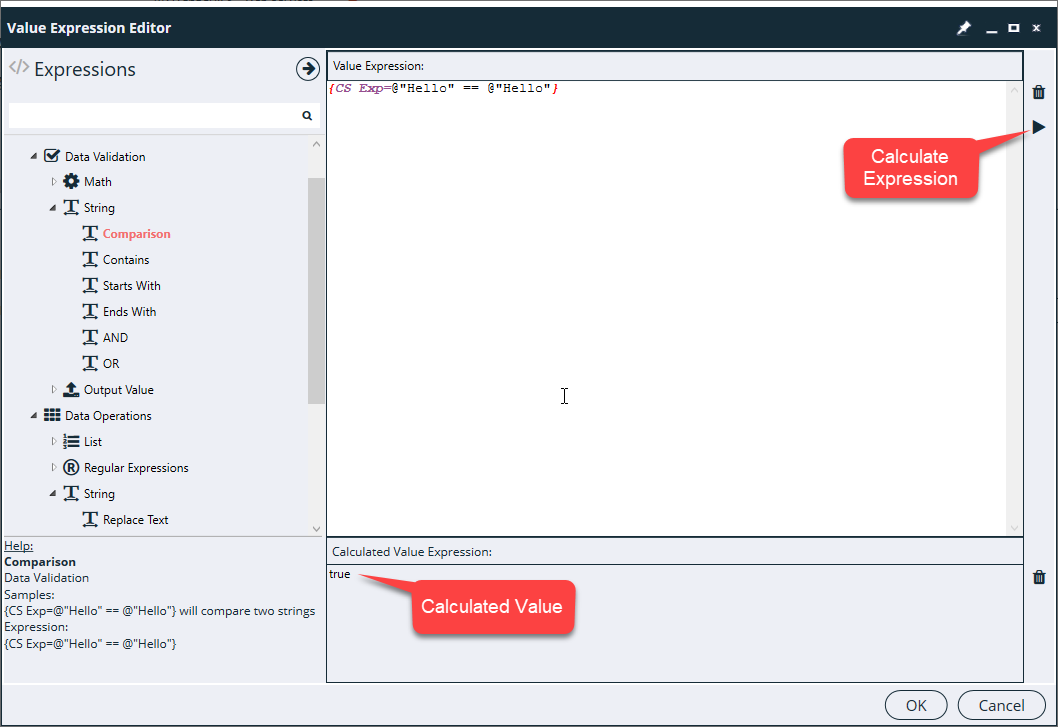 Value Expression Editor
Expressions
Data Validation
Math
String
Comparison
Contains
Starts With
Ends With
AND
OR
Output Value
Data Operations
List
Regular Expressions
String
Replace Text
Help:
Comparison
Data Validation
Samples:
{CS Exp=@"Hello" == @"Hello"} will compare two strings
Expression:
{CS Exp=@"Hello" == @"Hello"}
Value Expression:
{CS Exp=@"Hello" == @"Hello"}
Calculate
Expression
Calculated Value Expression:
true
Calculated Value
OK
Cancel